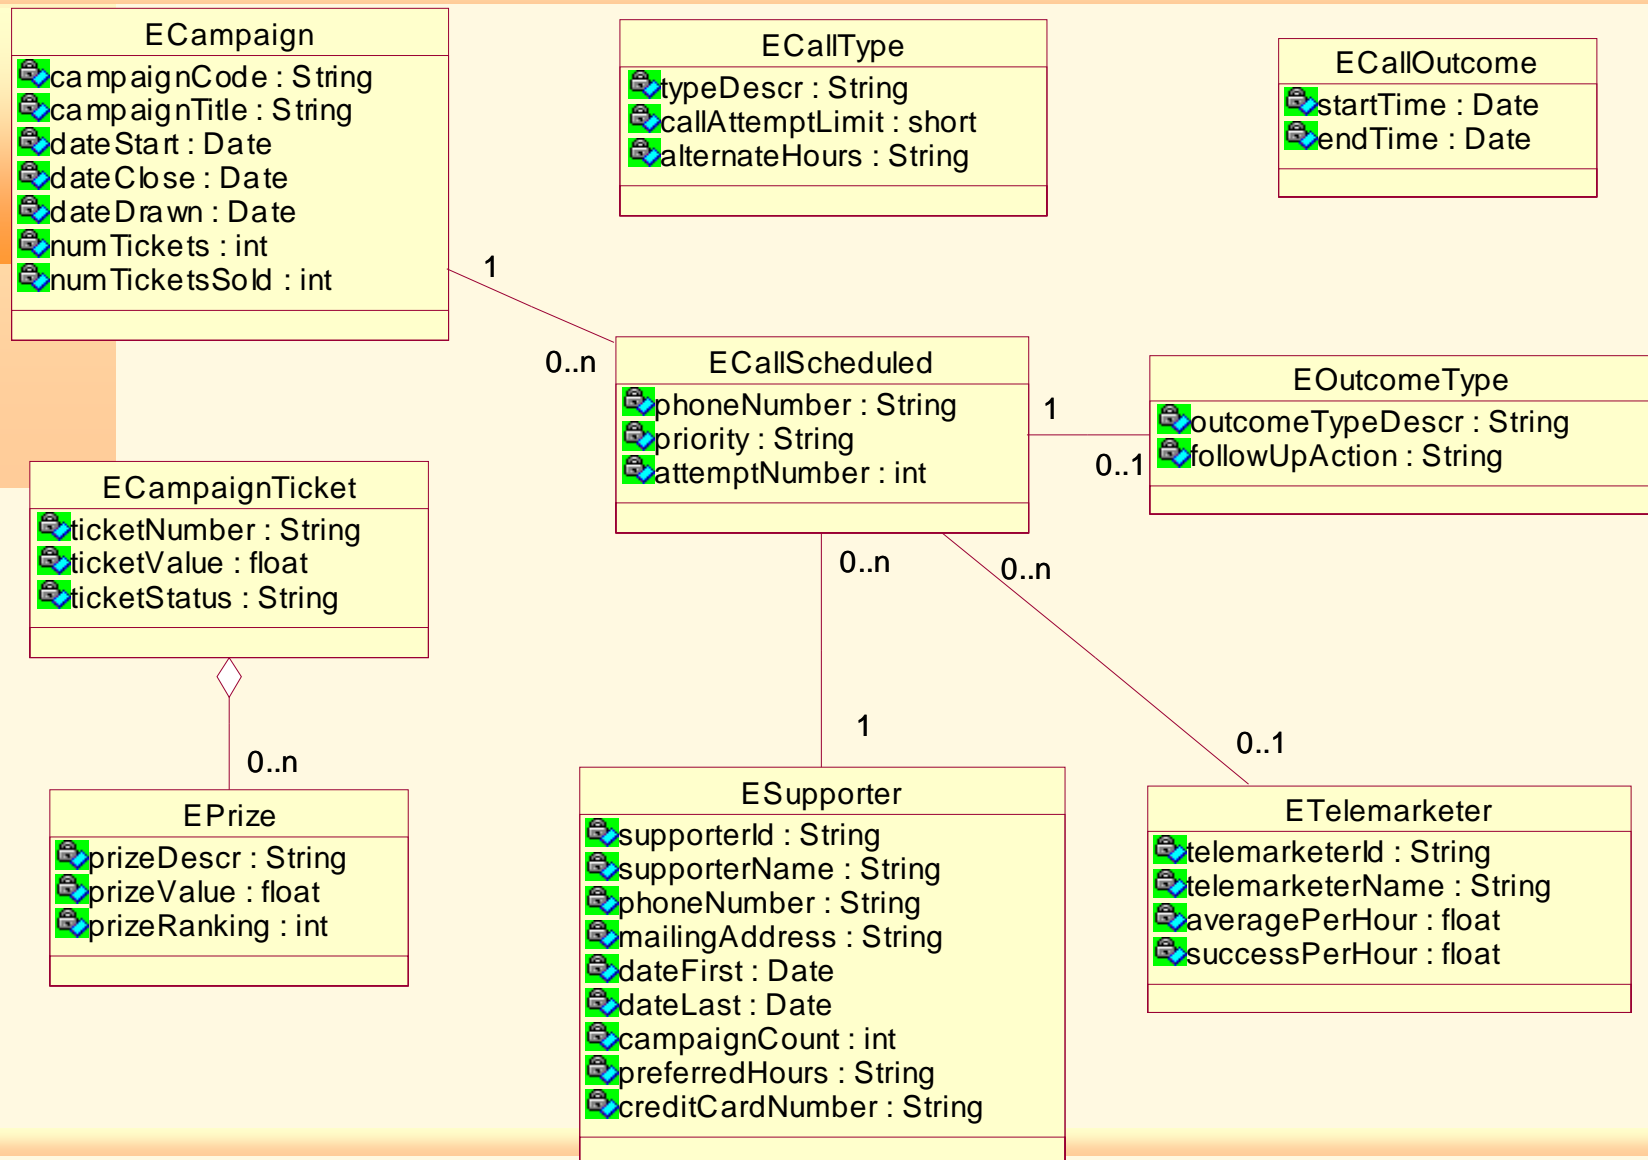 ECampaign
campaignCode : String
campaignTitle : String
dateStart : Date
dateClose : Date
dateDrawn : Date
numTickets : int
numTicketsSold : int
ECallType
typeDescr : String
callAttemptLimit : short
alternateHours : String
ECallOutcome
startTime : Date
endTime : Date
1
0..n
ECallScheduled
phoneNumber : String
priority : String
attemptNumber : int
1
0..1
EOutcomeType
outcomeTypeDescr : String
followUpAction : String
ECampaignTicket
ticketNumber : String
ticketValue : float
ticketStatus : String
0..n
0..n
0..n
1
0..1
EPrize
prizeDescr : String
prizeValue : float
prizeRanking : int
ESupporter
supporterId : String
supporterName : String
phoneNumber : String
mailingAddress : String
dateFirst : Date
dateLast : Date
campaignCount : int
preferredHours : String
creditCardNumber : String
ETelemarketer
telemarketerId : String
telemarketerName : String
averagePerHour : float
successPerHour : float